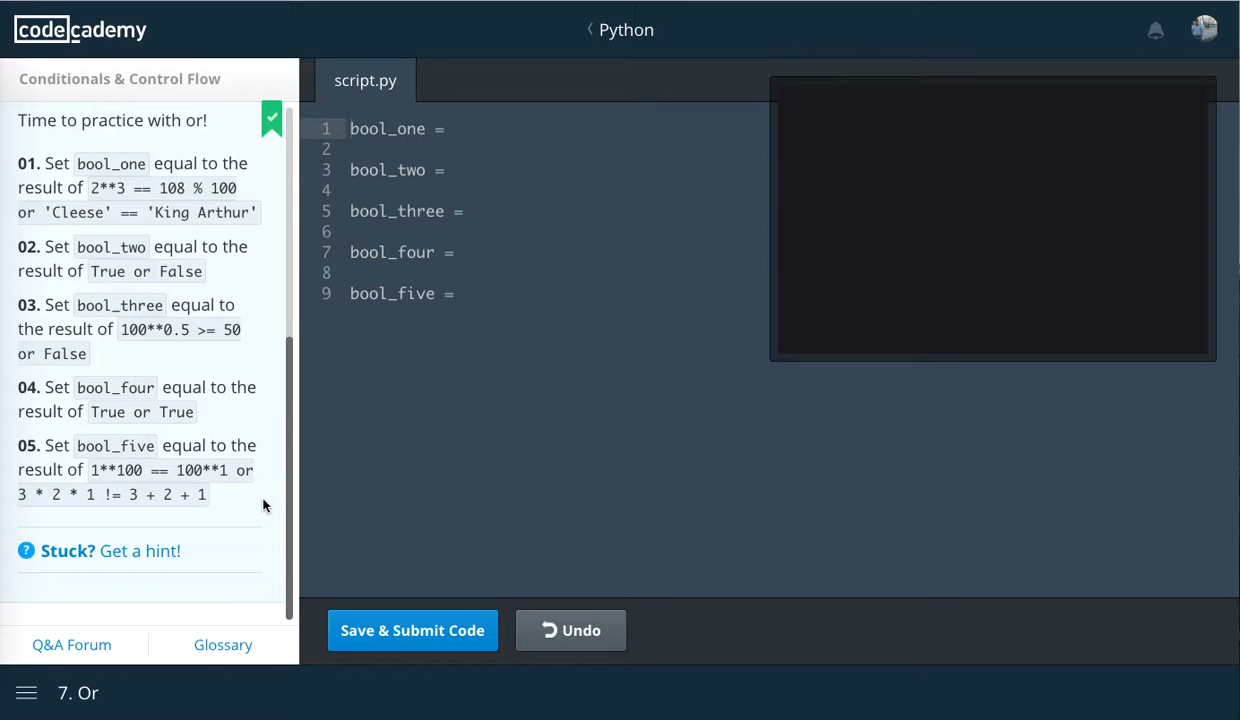 codecademy
Python
Conditionals & Control Flow
script.py
Time to practice with or!
01. Set bool_one equal to the
result of 2**3 == 108 % 100
or 'Cleese' == 'King Arthur'
02. Set bool_two equal to the
result of True or False
03. Set bool_three equal to
the result of 100**0.5 >= 50
or False
04. Set bool_four equal to the
result of True or True
05. Set bool_five equal to the
result of 1**100 == 100**1 or
3 * 2 * 1 != 3 + 2 + 1
? Stuck? Get a hint!
Q&A Forum
Glossary
1 bool_one =
2
3 bool_two =
4
5 bool_three =
6
7 bool_four =
8
9 bool_five =
Save & Submit Code
Undo
7. Or